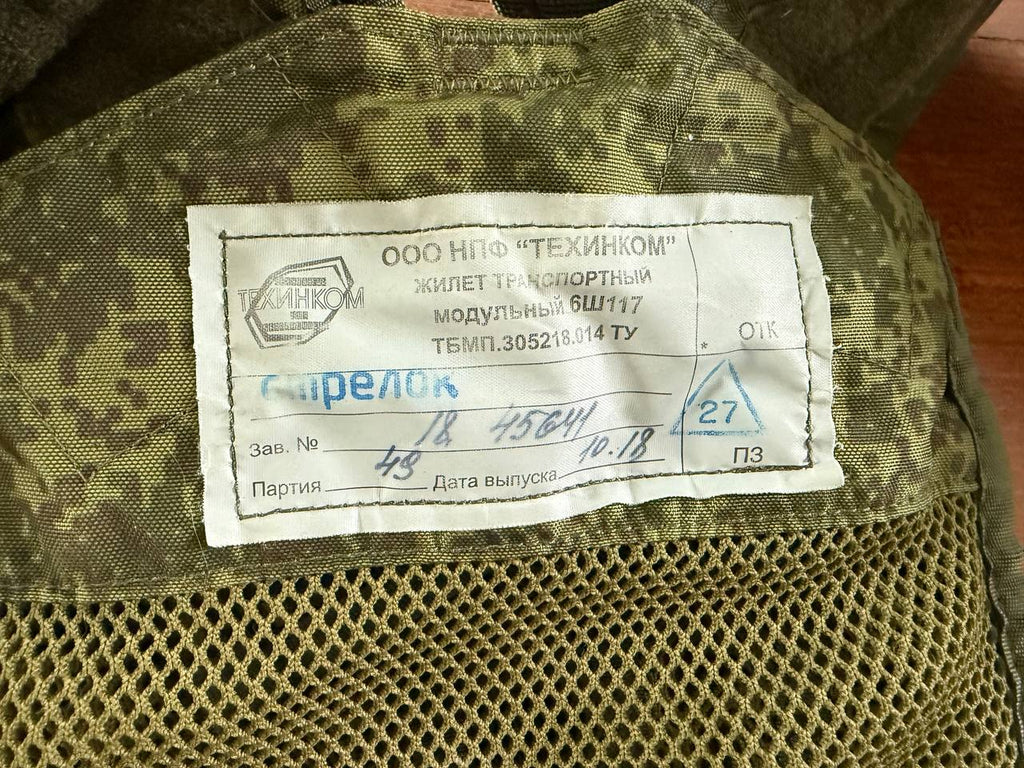 ООО НПФ “ТЕХИНКОМ”
ТЕХИНКОМ
ЖИЛЕТ ТРАНСПОРТНЫЙ
МОДУЛЬНЫЙ 6Ш117
ТБМП.305218.014 ТУ
* ОТК
Стрелок
27
Зав. № 18 45641
ПЗ
Партия 49 Дата выпуска 10.18